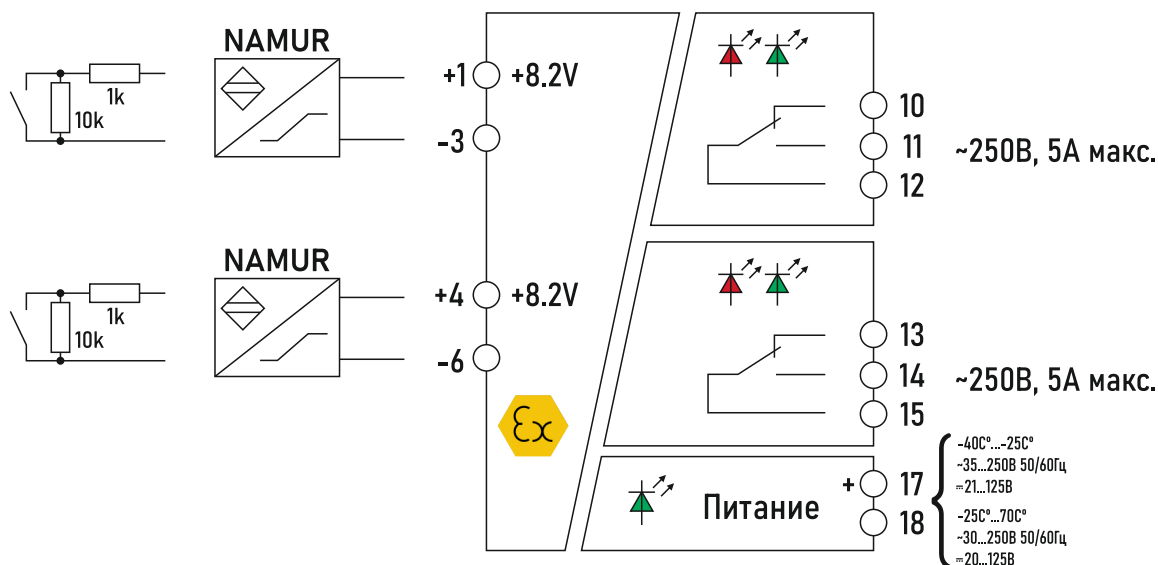 NAMUR
1k
10k
+1
+8.2V
-3
10
11
12
~250В, 5А макс.
NAMUR
1k
10k
+4
+8.2V
-6
13
14
15
~250В, 5А макс.
Ex
Питание
+
17
18
-40С°...-25С°
~35...250В 50/60Гц
⎓21...125В
-25С°...70С°
~30...250В 50/60Гц
⎓20...125В